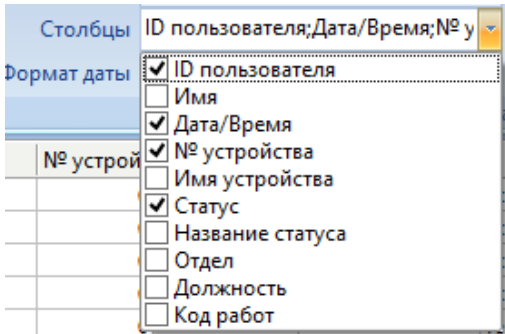 Столбцы ID пользователя;Дата/Время;№ у
Формат даты
ID пользователя
Имя
Дата/Время
№ устройства
Имя устройства
Статус
Название статуса
Отдел
Должность
Код работ
№ устрой